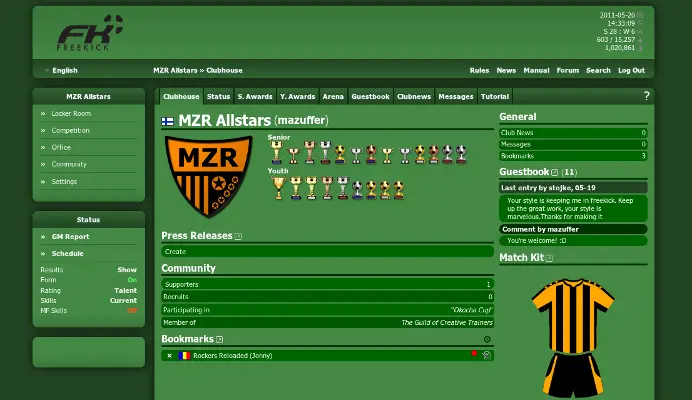 FK
FREEKICK
2011-05-20
14:33:09
S 28 : W 6
603 / 15,257
1,020,861
English
MZR Allstars » Clubhouse
Rules News Manual Forum Search Log Out
MZR Allstars
» Locker Room
» Competition
» Office
» Community
» Settings
Status
» GM Report
» Schedule
Results Show
Form On
Rating Talent
Skills Current
MF Skills Off
Clubhouse Status S. Awards Y. Awards Arena Guestbook Clubnews Messages Tutorial ?
MZR Allstars (mazuffer)
MZR
Senior
Youth
Press Releases
Create
Community
Supporters 1
Recruits 0
Participating in "Okocha Cup"
Member of The Guild of Creative Trainers
Bookmarks
Rockers Reloaded (Jonny)
General
Club News 0
Messages 0
Bookmarks 3
Guestbook (11)
Last entry by stojke, 05-19
Your style is keeping me in freekick. Keep
up the great work, your style is
marvelous.Thanks for making it
Comment by mazuffer
You're welcome! :D
Match Kit